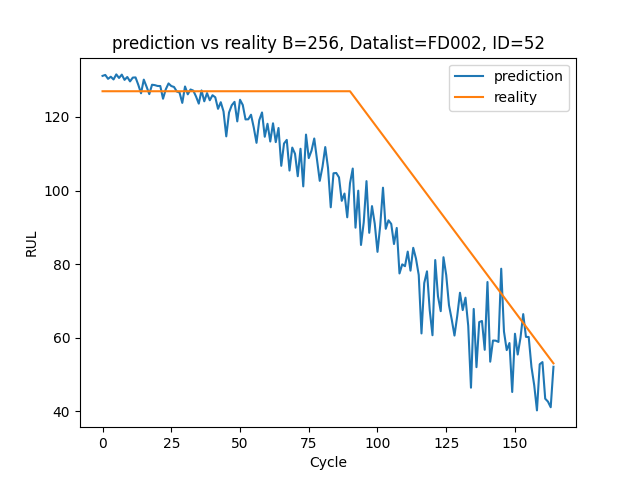 prediction vs reality B=256, Datalist=FD002, ID=52
prediction
reality
120
100
80
60
40
RUL
0 25 50 75 100 125 150
Cycle